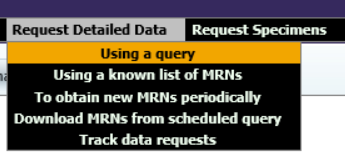 Request Detailed Data Request Specimens
Using a query
Using a known list of MRNs
To obtain new MRNs periodically
Download MRNs from scheduled query
Track data requests